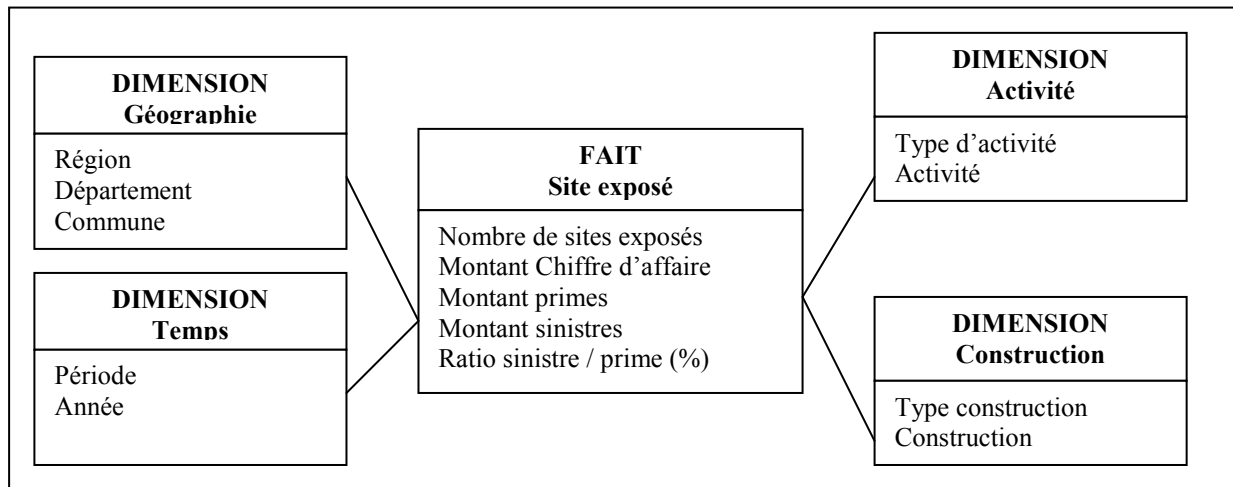 DIMENSION
Géographie
Région
Département
Commune
DIMENSION
Temps
Période
Année
FAIT
Site exposé
Nombre de sites exposés
Montant Chiffre d’affaire
Montant primes
Montant sinistres
Ratio sinistre / prime (%)
DIMENSION
Activité
Type d’activité
Activité
DIMENSION
Construction
Type construction
Construction